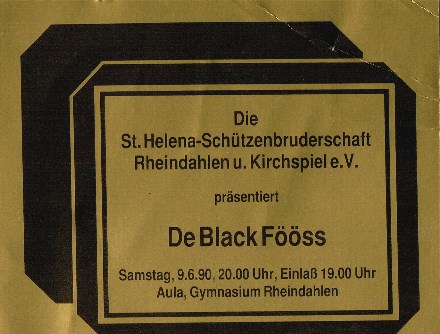 Die
St. Helena-Schützenbruderschaft
Rheindahlen u. Kirchspiel e.V.
präsentiert
De Black Fööss
Samstag, 9.6.90, 20.00 Uhr, Einlaß 19.00 Uhr
Aula, Gymnasium Rheindahlen